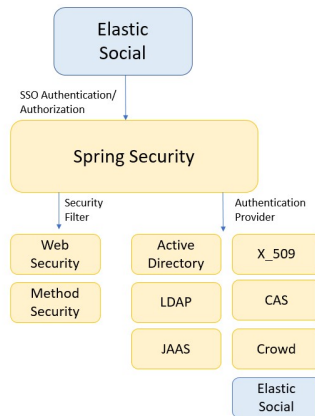 Elastic
Social
SSO Authentication/
Authorization
Spring Security
Security
Filter
Authentication
Provider
Web
Security
Method
Security
Active
Directory
X_509
LDAP
CAS
JAAS
Crowd
Elastic
Social